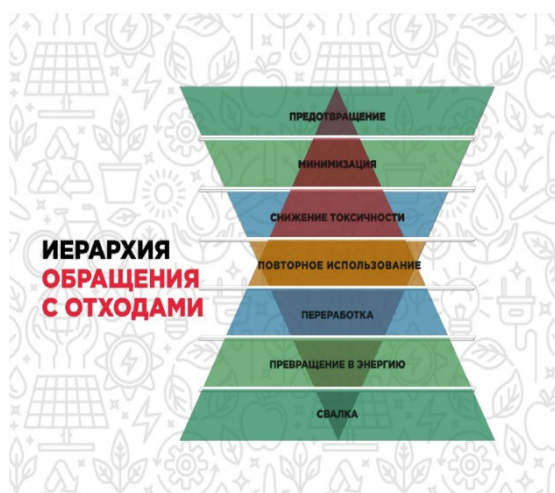 ИЕРАРХИЯ
ОБРАЩЕНИЯ
С ОТХОДАМИ
ПРЕДОТВРАЩЕНИЕ
МИНИМИЗАЦИЯ
СНИЖЕНИЕ ТОКСИЧНОСТИ
ПОВТОРНОЕ ИСПОЛЬЗОВАНИЕ
ПЕРЕРАБОТКА
ПРЕВРАЩЕНИЕ В ЭНЕРГИЮ
СВАЛКА